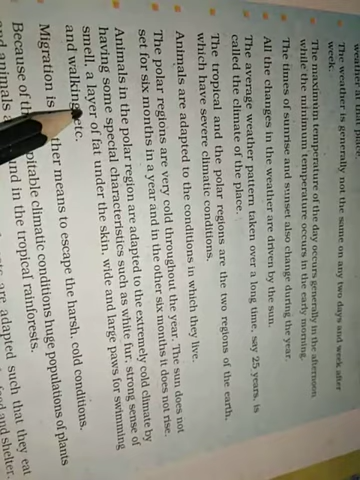 weather at that place.
The weather is generally not the same on any two days and week after
week.
The maximum temperature of the day occurs generally in the afternoon
while the minimum temperature occurs in the early morning.
The times of sunrise and sunset also change during the year.
All the changes in the weather are driven by the sun.
The average weather pattern taken over a long time, say 25 years, is
called the climate of the place.
The tropical and the polar regions are the two regions of the earth,
which have severe climatic conditions.
Animals are adapted to the conditions in which they live.
The polar regions are very cold throughout the year. The sun does not
set for six months in a year and in the other six months it does not rise.
Animals in the polar region are adapted to the extremely cold climate by
having some special characteristics such as white fur, strong sense of
smell, a layer of fat under the skin, wide and large paws for swimming
and walking etc.
Migration is ther means to escape the harsh, cold conditions.
Because of th pitable climatic conditions huge populations of plants
and animals a und in the tropical rainforests.
are adapted such that they eat
food and shelter.